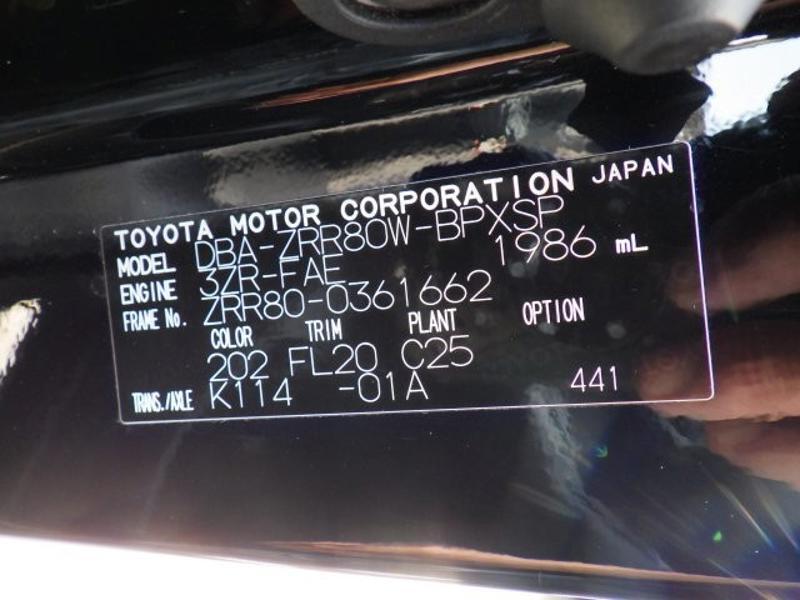 TOYOTA MOTOR CORPORATION JAPAN
MODEL DBA-ZRR80W-BPXSP
ENGINE 3ZR-FAE 1986 mL
FRAME No. ZRR80-0361662
COLOR TRIM PLANT OPTION
202 FL20 C25
TRANS./AXLE K114 -01A 441